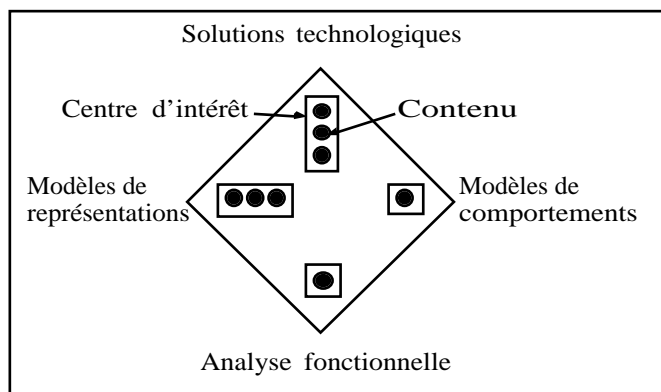 Solutions technologiques
Centre d'intérêt
Contenu
Modèles de
représentations
Modèles de
comportements
Analyse fonctionnelle